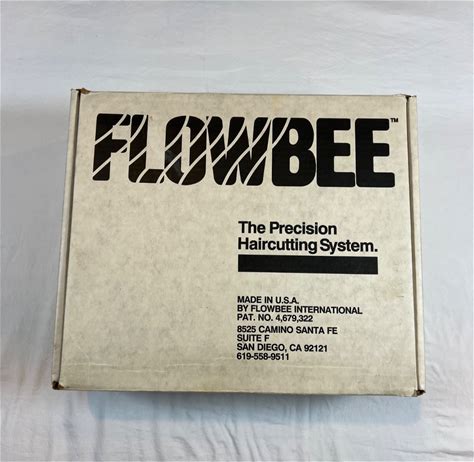 FLOWBEE™
The Precision
Haircutting System.
MADE IN U.S.A.
BY FLOWBEE INTERNATIONAL
PAT. NO. 4,679,322
8525 CAMINO SANTA FE
SUITE F
SAN DIEGO, CA 92121
619-558-9511